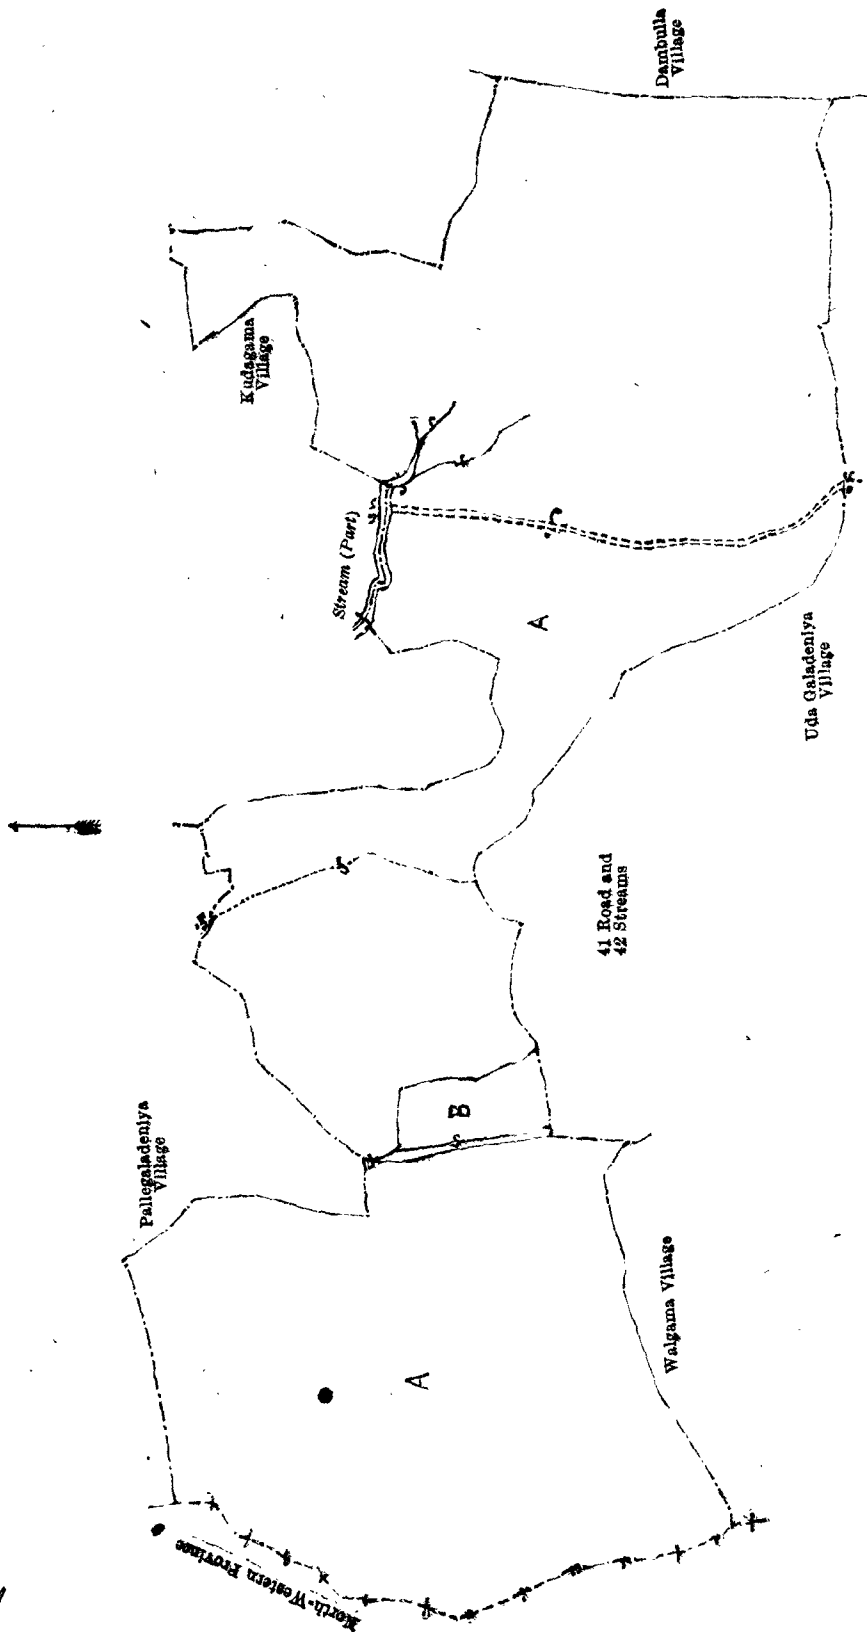 North-Western Province
Pallegaladeniya
Village
Walgama Village
A
B
41 Road and
42 Streams
Stream (Part)
A
Kudagama
Village
Uda Galadeniya
Village
Dambulla
Village